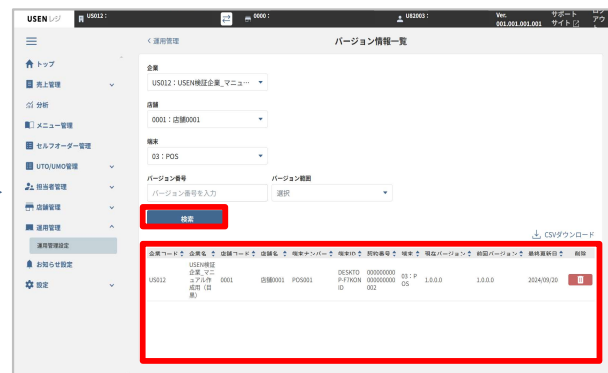 USEN レジ US012： 0000： US2003： Ver. 001.001.001.001 サポートサイト ログアウト
< 運用管理 バージョン情報一覧
トップ
売上管理
分析
メニュー管理
セルフオーダー管理
UTO/UMO管理
担当者管理
店舗管理
運用管理
運用管理設定
お知らせ設定
設定
企業
US012：USEN検証企業_マニュ…
店舗
0001：店舗0001
端末
03：POS
バージョン番号 バージョン範囲
バージョン番号を入力 選択
検索
CSVダウンロード
企業コード 企業名 店舗コード 店舗名 端末ナンバー 端末ID 契約番号 端末 現在バージョン 前回バージョン 最終更新日 削除
US012 USEN検証企業_マニュアル作成用（目黒） 0001 店舗0001 POS001 DESKTOP-F7KONID 000000000000000000002 03：POS 1.0.0.0 1.0.0.0 2024/09/20